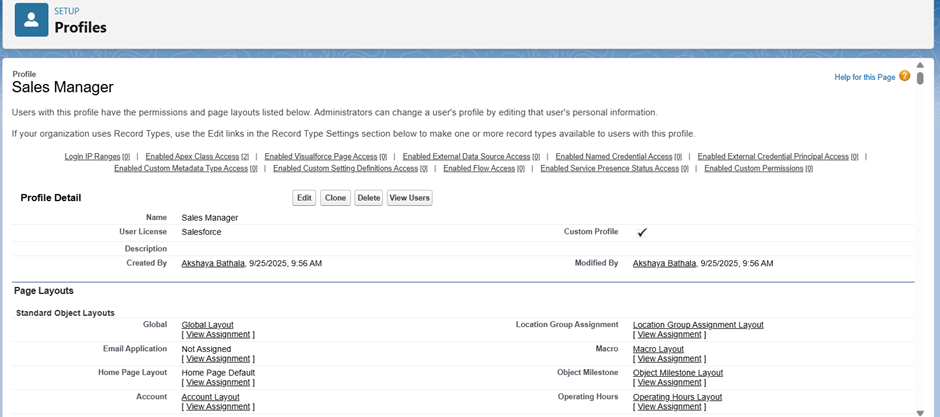 SETUP
Profiles
Profile
Sales Manager
Help for this Page ?
Users with this profile have the permissions and page layouts listed below. Administrators can change a user's profile by editing that user's personal information.
If your organization uses Record Types, use the Edit links in the Record Type Settings section below to make one or more record types available to users with this profile.
Login IP Ranges [0] | Enabled Apex Class Access [2] | Enabled Visualforce Page Access [0] | Enabled External Data Source Access [0] | Enabled Named Credential Access [0] | Enabled External Credential Principal Access [0] |
Enabled Custom Metadata Type Access [0] | Enabled Custom Setting Definitions Access [0] | Enabled Flow Access [0] | Enabled Service Presence Status Access [0] | Enabled Custom Permissions [0]
Profile Detail Edit Clone Delete View Users
Name Sales Manager
User License Salesforce Custom Profile ✓
Description
Created By Akshaya Bathala, 9/25/2025, 9:56 AM Modified By Akshaya Bathala, 9/25/2025, 9:56 AM
Page Layouts
Standard Object Layouts
Global Global Layout Location Group Assignment Location Group Assignment Layout
[ View Assignment ] [ View Assignment ]
Email Application Not Assigned Macro Macro Layout
[ View Assignment ] [ View Assignment ]
Home Page Layout Home Page Default Object Milestone Object Milestone Layout
[ View Assignment ] [ View Assignment ]
Account Account Layout Operating Hours Operating Hours Layout
[ View Assignment ] [ View Assignment ]